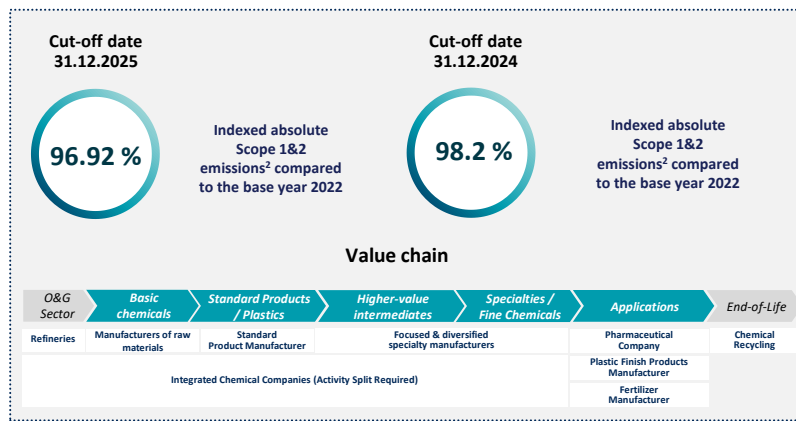 Cut-off date
31.12.2025
96.92 %
Indexed absolute
Scope 1&2
emissions² compared
to the base year 2022
Cut-off date
31.12.2024
98.2 %
Indexed absolute
Scope 1&2
emissions² compared
to the base year 2022
Value chain
O&G
Sector
Basic
chemicals
Standard Products
/ Plastics
Higher-value
intermediates
Specialties /
Fine Chemicals
Applications
End-of-Life
Refineries
Manufacturers of raw
materials
Standard
Product Manufacturer
Focused & diversified
specialty manufacturers
Pharmaceutical
Company
Chemical
Recycling
Integrated Chemical Companies (Activity Split Required)
Plastic Finish Products
Manufacturer
Fertilizer
Manufacturer